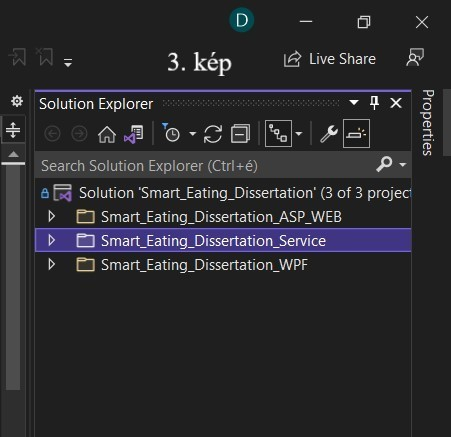 D
3. kép
Live Share
Solution Explorer
Search Solution Explorer (Ctrl+é)
Solution 'Smart_Eating_Dissertation' (3 of 3 project
Smart_Eating_Dissertation_ASP_WEB
Smart_Eating_Dissertation_Service
Smart_Eating_Dissertation_WPF
Properties